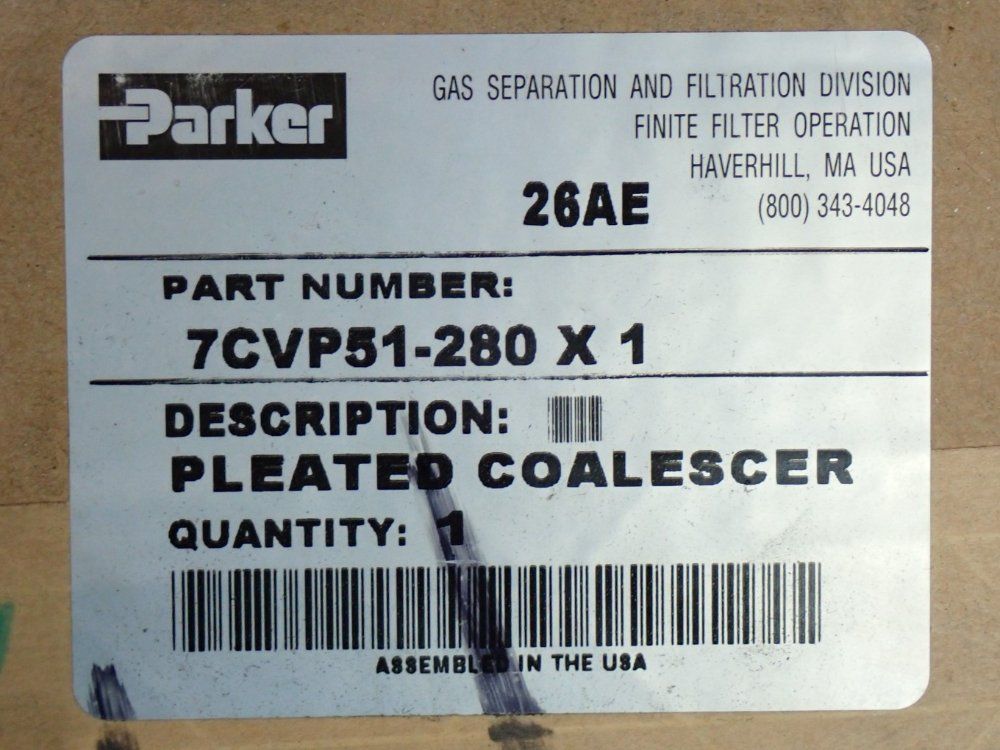 Parker
GAS SEPARATION AND FILTRATION DIVISION
FINITE FILTER OPERATION
HAVERHILL, MA USA
26AE
(800) 343-4048
PART NUMBER:
7CVP51-280 X 1
DESCRIPTION:
PLEATED COALESCER
QUANTITY: 1
ASSEMBLED IN THE USA